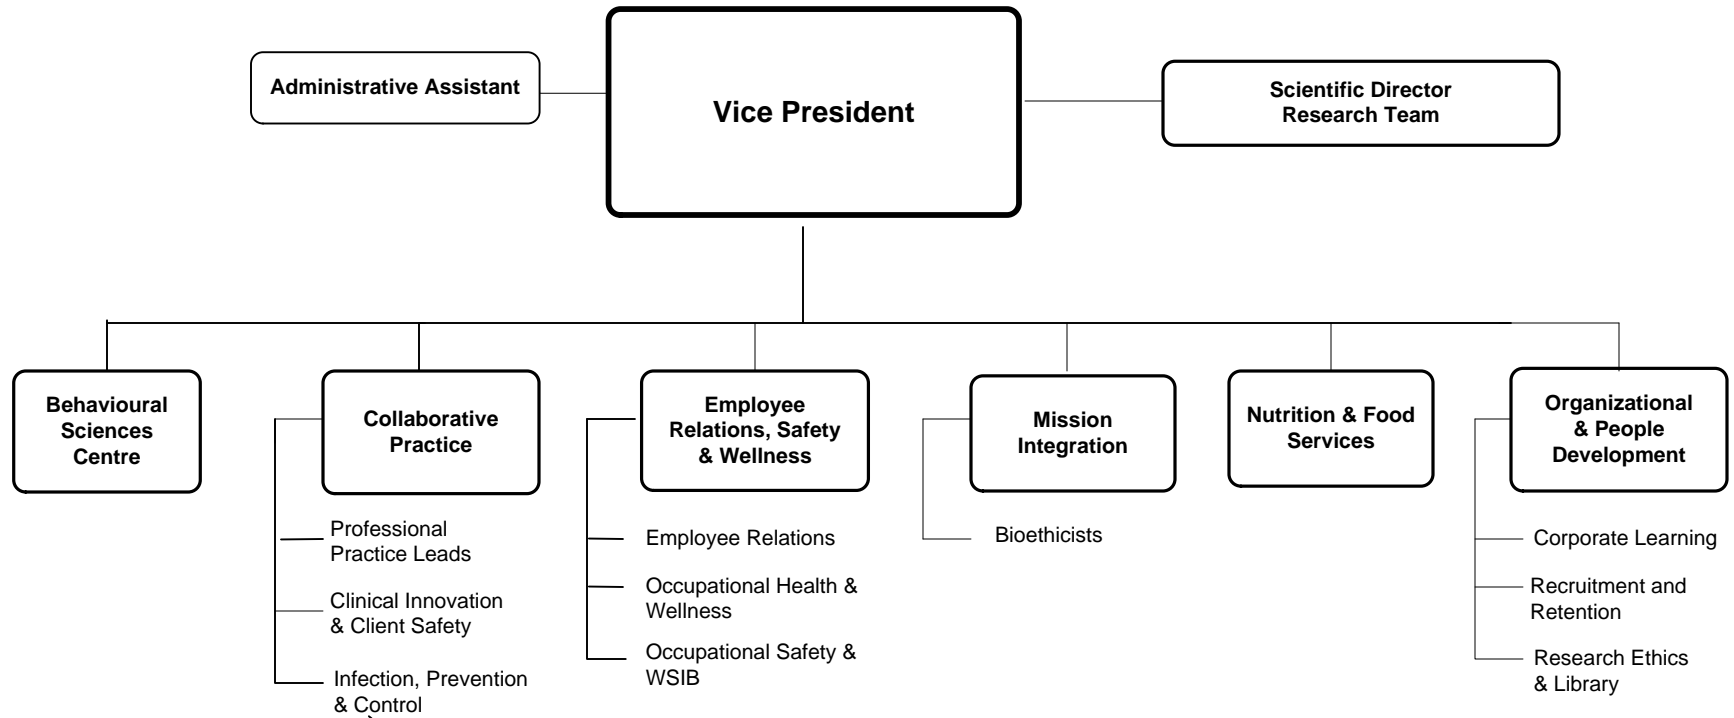 Administrative Assistant
Vice President
Scientific Director
Research Team
Behavioural
Sciences
Centre
Collaborative
Practice
Professional
Practice Leads
Clinical Innovation
& Client Safety
Infection, Prevention
& Control
Employee
Relations, Safety
& Wellness
Employee Relations
Occupational Health &
Wellness
Occupational Safety &
WSIB
Mission
Integration
Bioethicists
Nutrition & Food
Services
Organizational
& People
Development
Corporate Learning
Recruitment and
Retention
Research Ethics
& Library